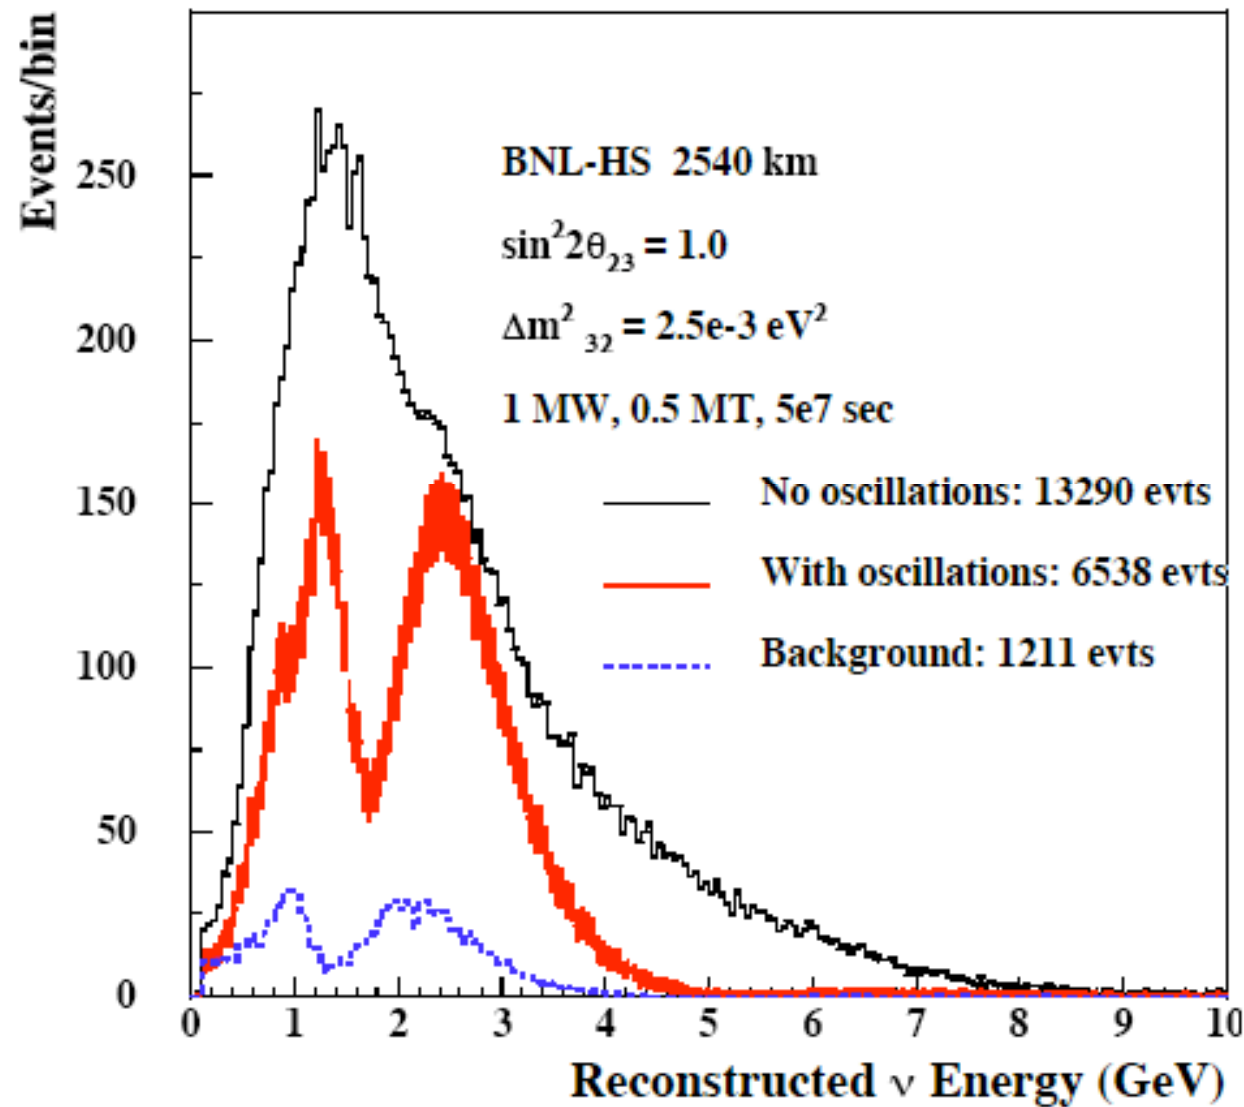 Events/bin
250
200
150
100
50
0
BNL-HS 2540 km
sin²2θ₂₃ = 1.0
Δm² ₃₂ = 2.5e-3 eV²
1 MW, 0.5 MT, 5e7 sec
No oscillations: 13290 evts
With oscillations: 6538 evts
Background: 1211 evts
0 1 2 3 4 5 6 7 8 9 10
Reconstructed ν Energy (GeV)